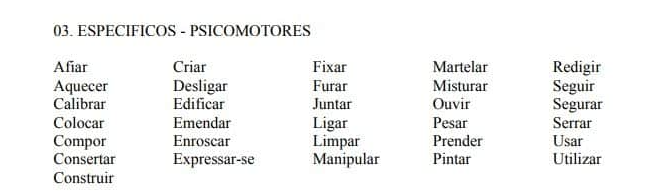 03. ESPECIFICOS - PSICOMOTORES
Afiar Criar Fixar Martelar Redigir
Aquecer Desligar Furar Misturar Seguir
Calibrar Edificar Juntar Ouvir Segurar
Colocar Emendar Ligar Pesar Serrar
Compor Enroscar Limpar Prender Usar
Consertar Expressar-se Manipular Pintar Utilizar
Construir